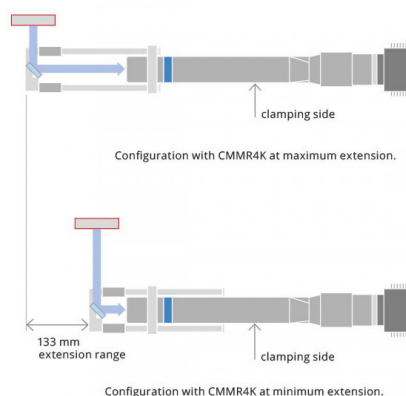 clamping side
Configuration with CMMR4K at maximum extension.
133 mm
extension range
clamping side
Configuration with CMMR4K at minimum extension.